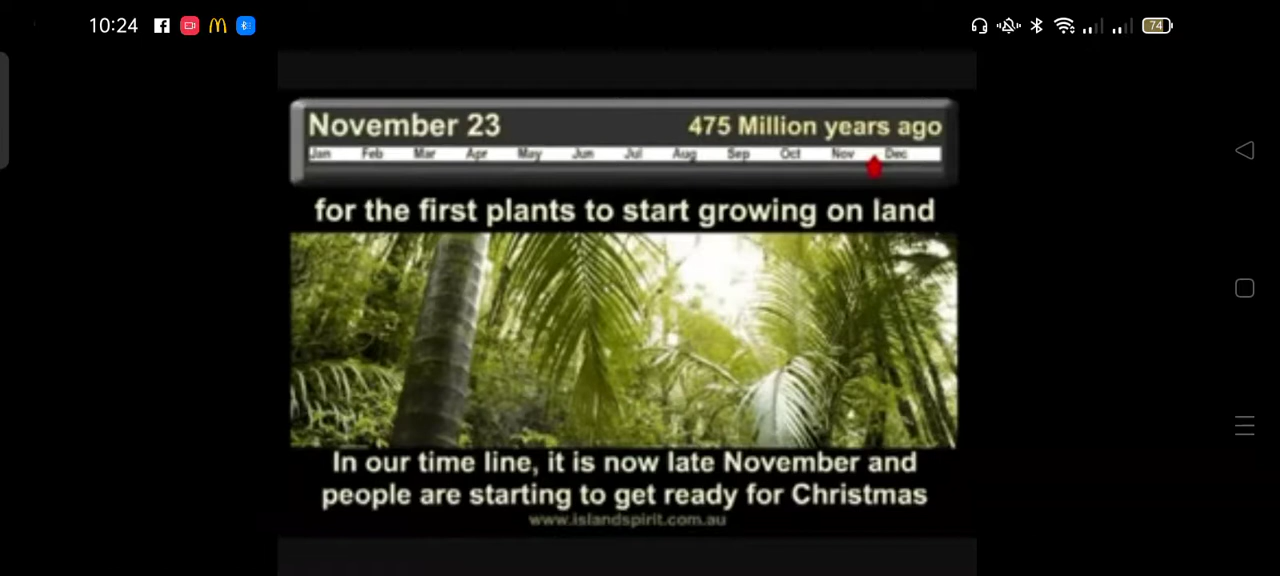 10:24
74
November 23
475 Million years ago
Jan Feb Mar Apr May Jun Jul Aug Sep Oct Nov Dec
for the first plants to start growing on land
In our time line, it is now late November and
people are starting to get ready for Christmas
www.islandspirit.com.au